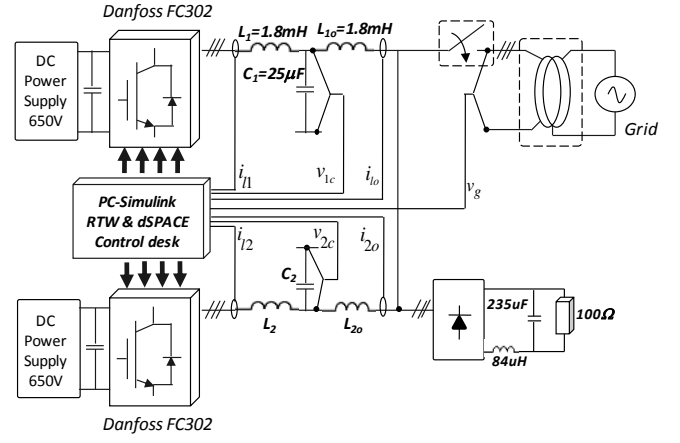 Danfoss FC302
L1=1.8mH
L1o=1.8mH
DC
Power
Supply
650V
C1=25μF
Grid
il1
v1c
ilo
vg
PC-Simulink
RTW & dSPACE
Control desk
il2
v2c
i2o
C2
L2
L2o
DC
Power
Supply
650V
235uF
100Ω
84uH
Danfoss FC302